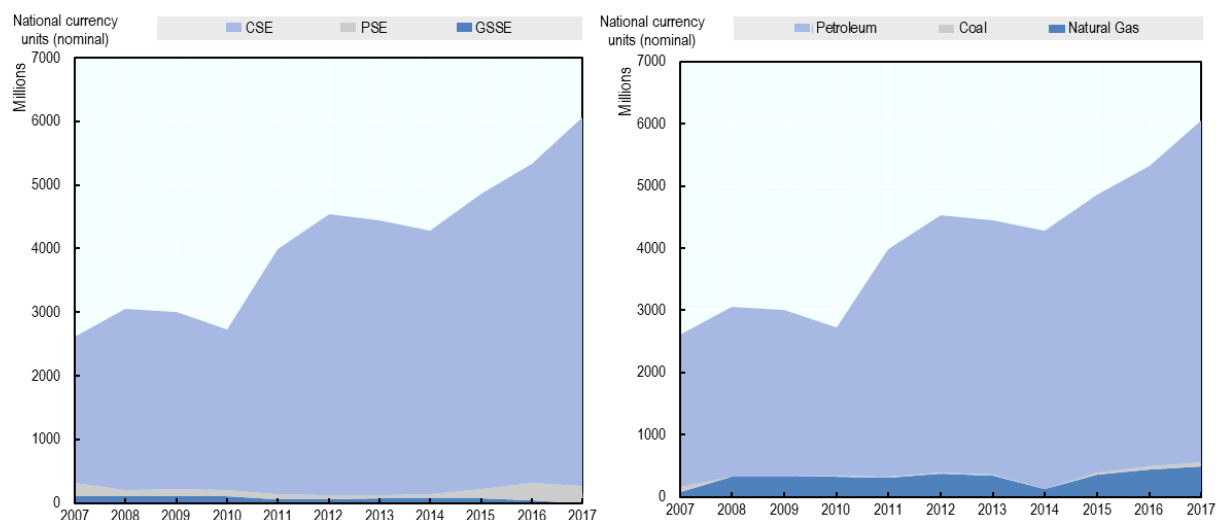 National currency
units (nominal)
CSE PSE GSSE
Millions
7000
6000
5000
4000
3000
2000
1000
0
2007 2008 2009 2010 2011 2012 2013 2014 2015 2016 2017
National currency
units (nominal)
Petroleum Coal Natural Gas
Millions
7000
6000
5000
4000
3000
2000
1000
0
2007 2008 2009 2010 2011 2012 2013 2014 2015 2016 2017